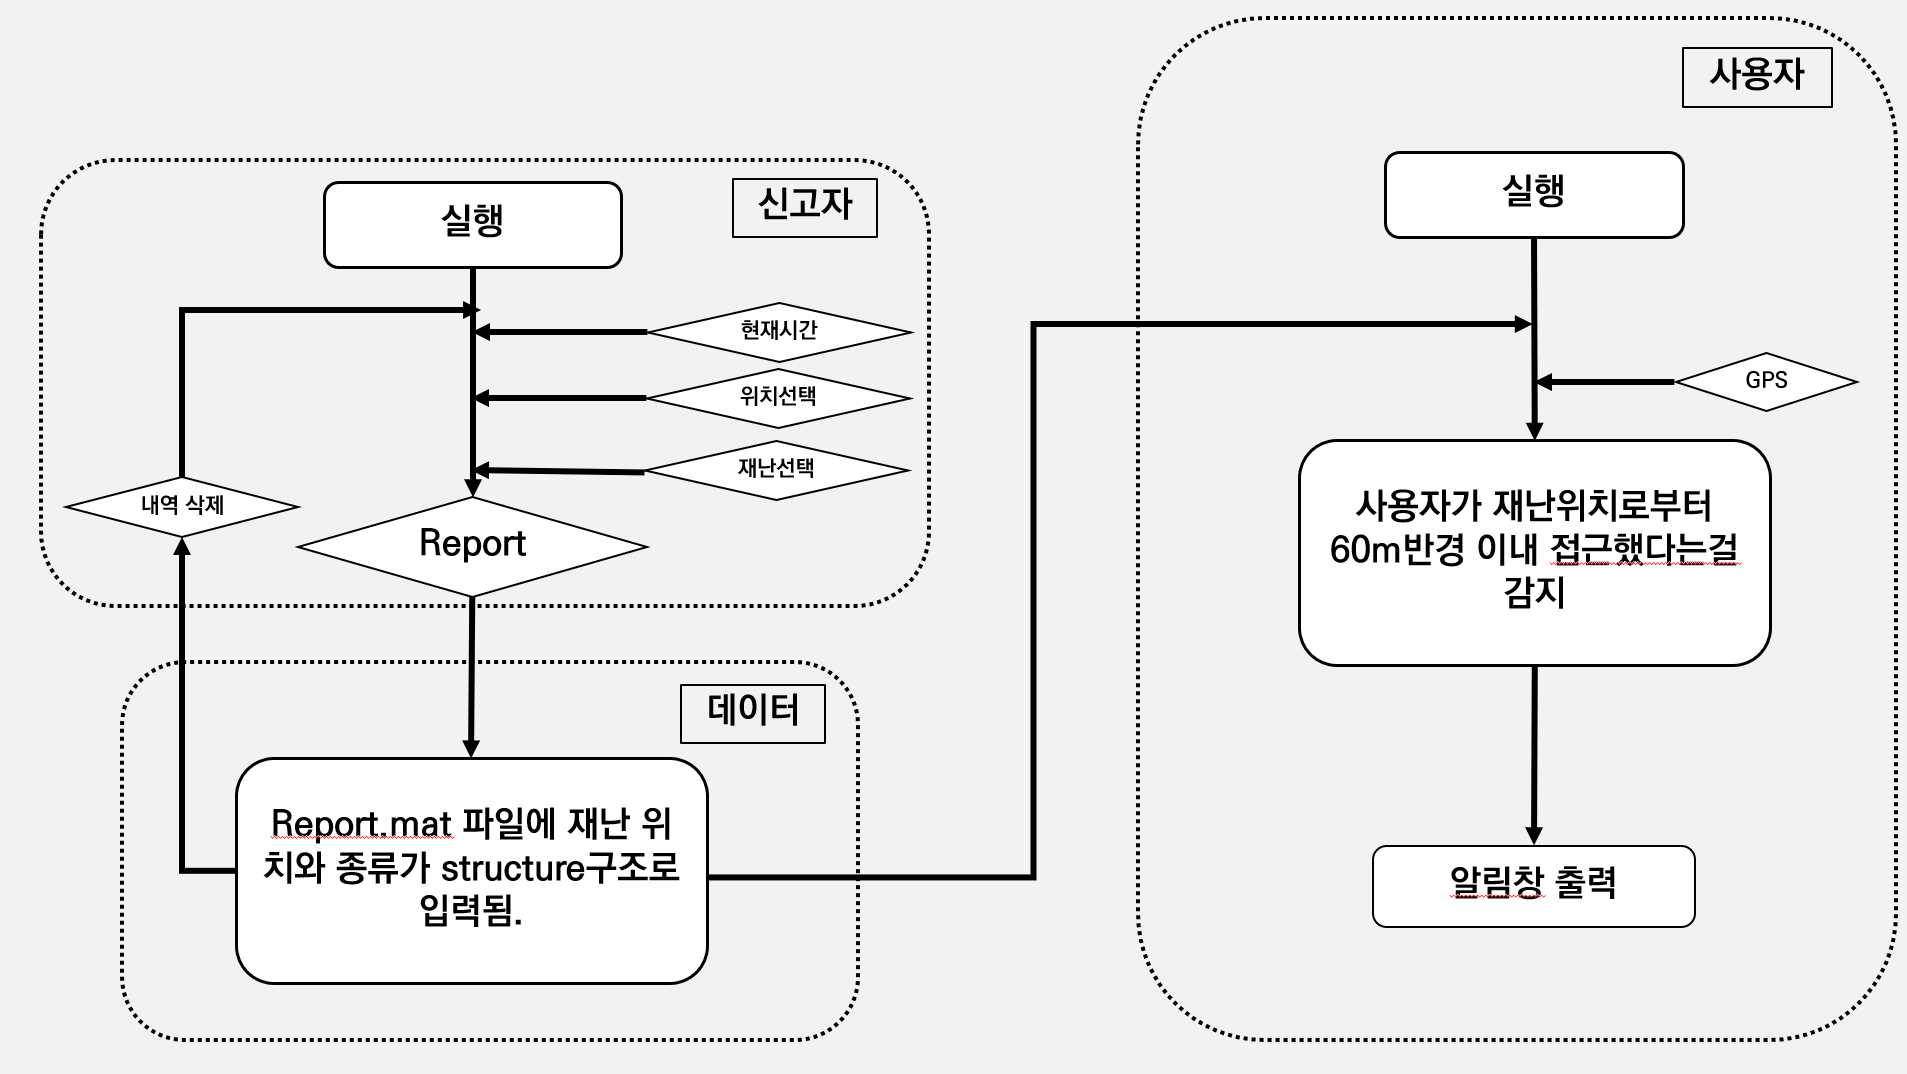 신고자
실행
현재시간
위치선택
재난선택
내역 삭제
Report
데이터
Report.mat 파일에 재난 위
치와 종류가 structure구조로
입력됨.
사용자
실행
GPS
사용자가 재난위치로부터
60m반경 이내 접근했다는걸
감지
알림창 출력